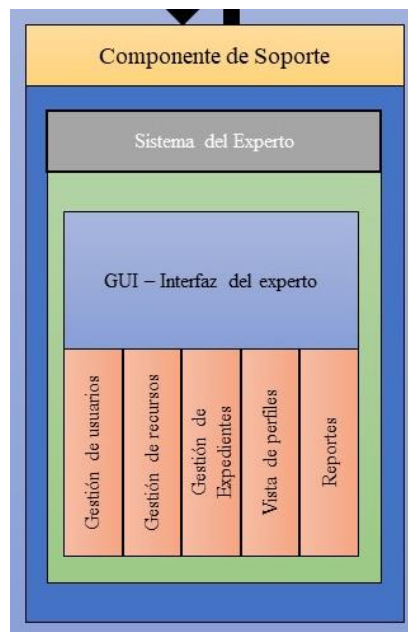 Componente de Soporte
Sistema del Experto
GUI – Interfaz del experto
Gestión de usuarios
Gestión de recursos
Gestión de
Expedientes
Vista de perfiles
Reportes